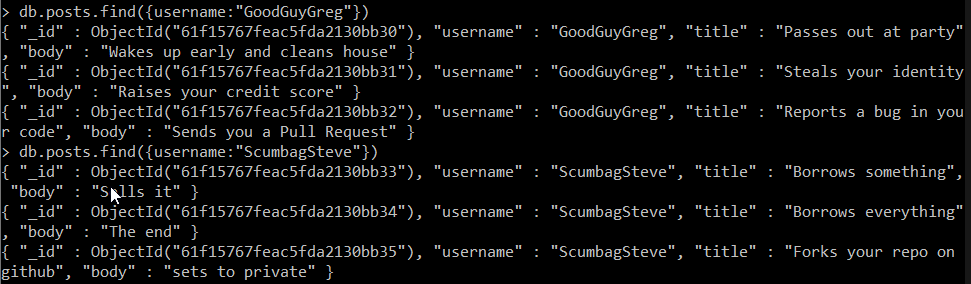 > db.posts.find({username:"GoodGuyGreg"})
{ "_id" : ObjectId("61f15767feac5fda2130bb30"), "username" : "GoodGuyGreg", "title" : "Passes out at party"
, "body" : "Wakes up early and cleans house" }
{ "_id" : ObjectId("61f15767feac5fda2130bb31"), "username" : "GoodGuyGreg", "title" : "Steals your identity
", "body" : "Raises your credit score" }
{ "_id" : ObjectId("61f15767feac5fda2130bb32"), "username" : "GoodGuyGreg", "title" : "Reports a bug in you
r code", "body" : "Sends you a Pull Request" }
> db.posts.find({username:"ScumbagSteve"})
{ "_id" : ObjectId("61f15767feac5fda2130bb33"), "username" : "ScumbagSteve", "title" : "Borrows something",
 "body" : "Sells it" }
{ "_id" : ObjectId("61f15767feac5fda2130bb34"), "username" : "ScumbagSteve", "title" : "Borrows everything"
, "body" : "The end" }
{ "_id" : ObjectId("61f15767feac5fda2130bb35"), "username" : "ScumbagSteve", "title" : "Forks your repo on
github", "body" : "sets to private" }